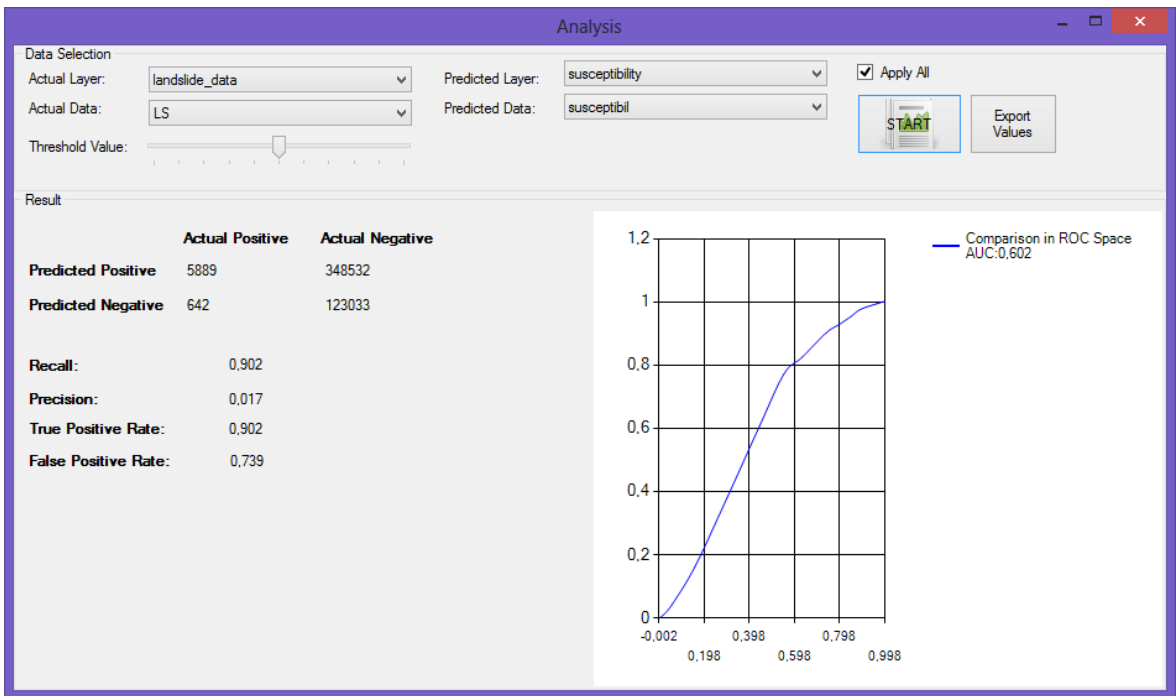 Analysis
Data Selection
Actual Layer: landslide_data Predicted Layer: susceptibility Apply All
Actual Data: LS Predicted Data: susceptibil
START
Export
Values
Threshold Value:
Result
Actual Positive Actual Negative
Predicted Positive 5889 348532
Predicted Negative 642 123033
Recall: 0,902
Precision: 0,017
True Positive Rate: 0,902
False Positive Rate: 0,739
Comparison in ROC Space
AUC:0,602
1,2
1
0,8
0,6
0,4
0,2
0
-0,002 0,398 0,798
0,198 0,598 0,998